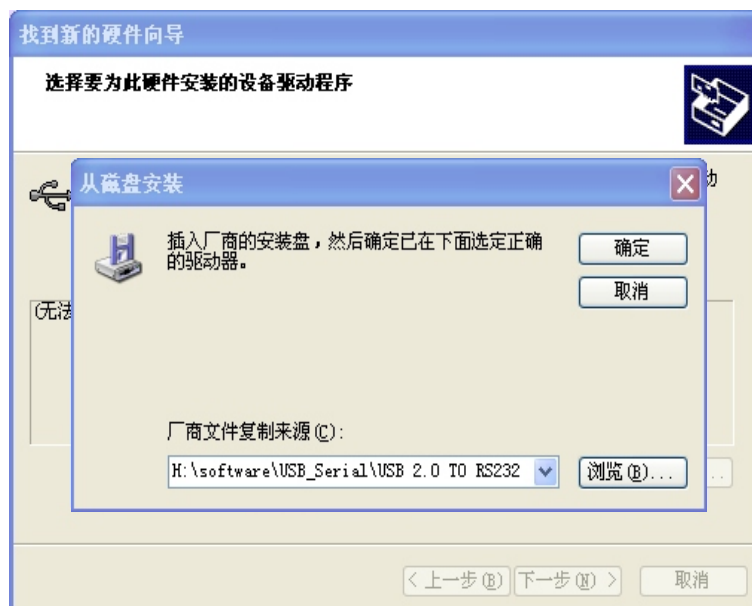 找到新的硬件向导
选择要为此硬件安装的设备驱动程序
从磁盘安装
动
插入厂商的安装盘，然后确定已在下面选定正确
的驱动器。
确定
取消
(无法
厂商文件复制来源(C):
H:\software\USB_Serial\USB 2.0 TO RS232
浏览(B)...
..
< 上一步(B)
下一步(N) >
取消